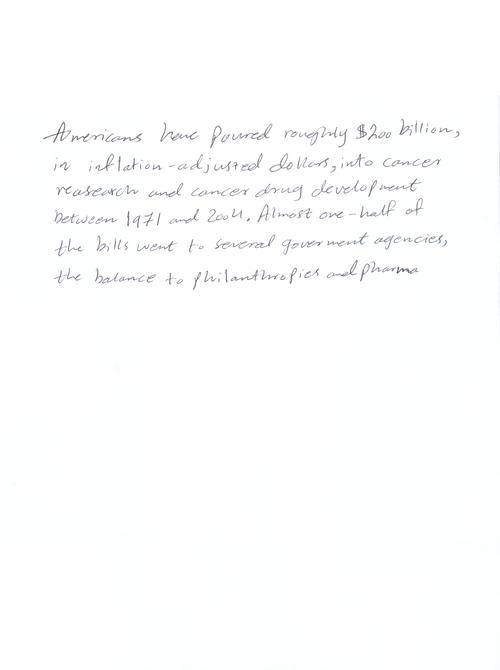 Americans have poured roughly $200 billion,
in inflation-adjusted dollars, into cancer
reasearch and cancer drug development
between 1971 and 2004. Almost one-half of
the bills went to several goverment agencies,
the balance to philanthropies and pharma